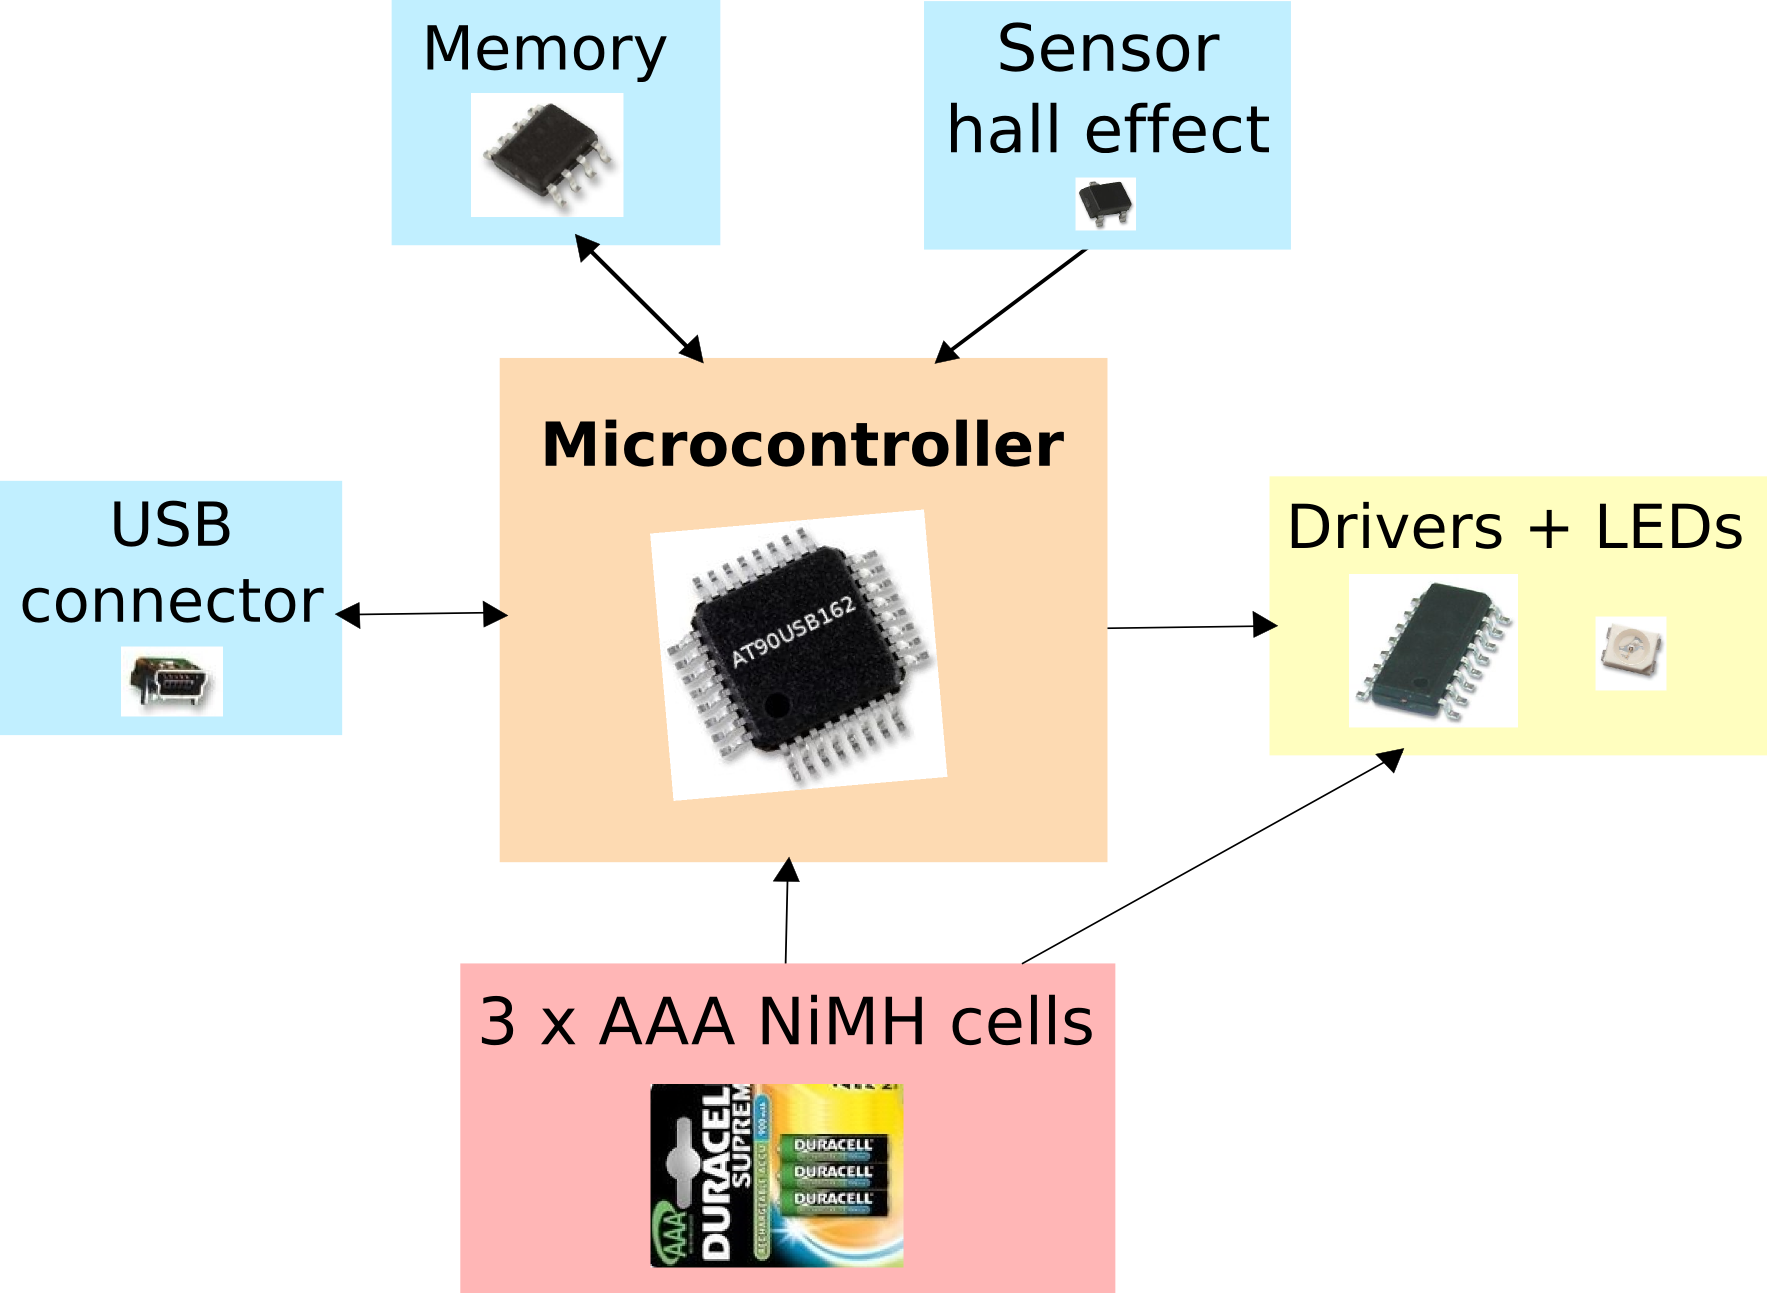 Memory
Sensor
hall effect
Microcontroller
AT90USB162
USB
connector
Drivers + LEDs
3 x AAA NiMH cells
DURACELL
SUPREM
900 mAh
RECHARGEABLE ACCU
AAA
DURACELL
DURACELL
DURACELL